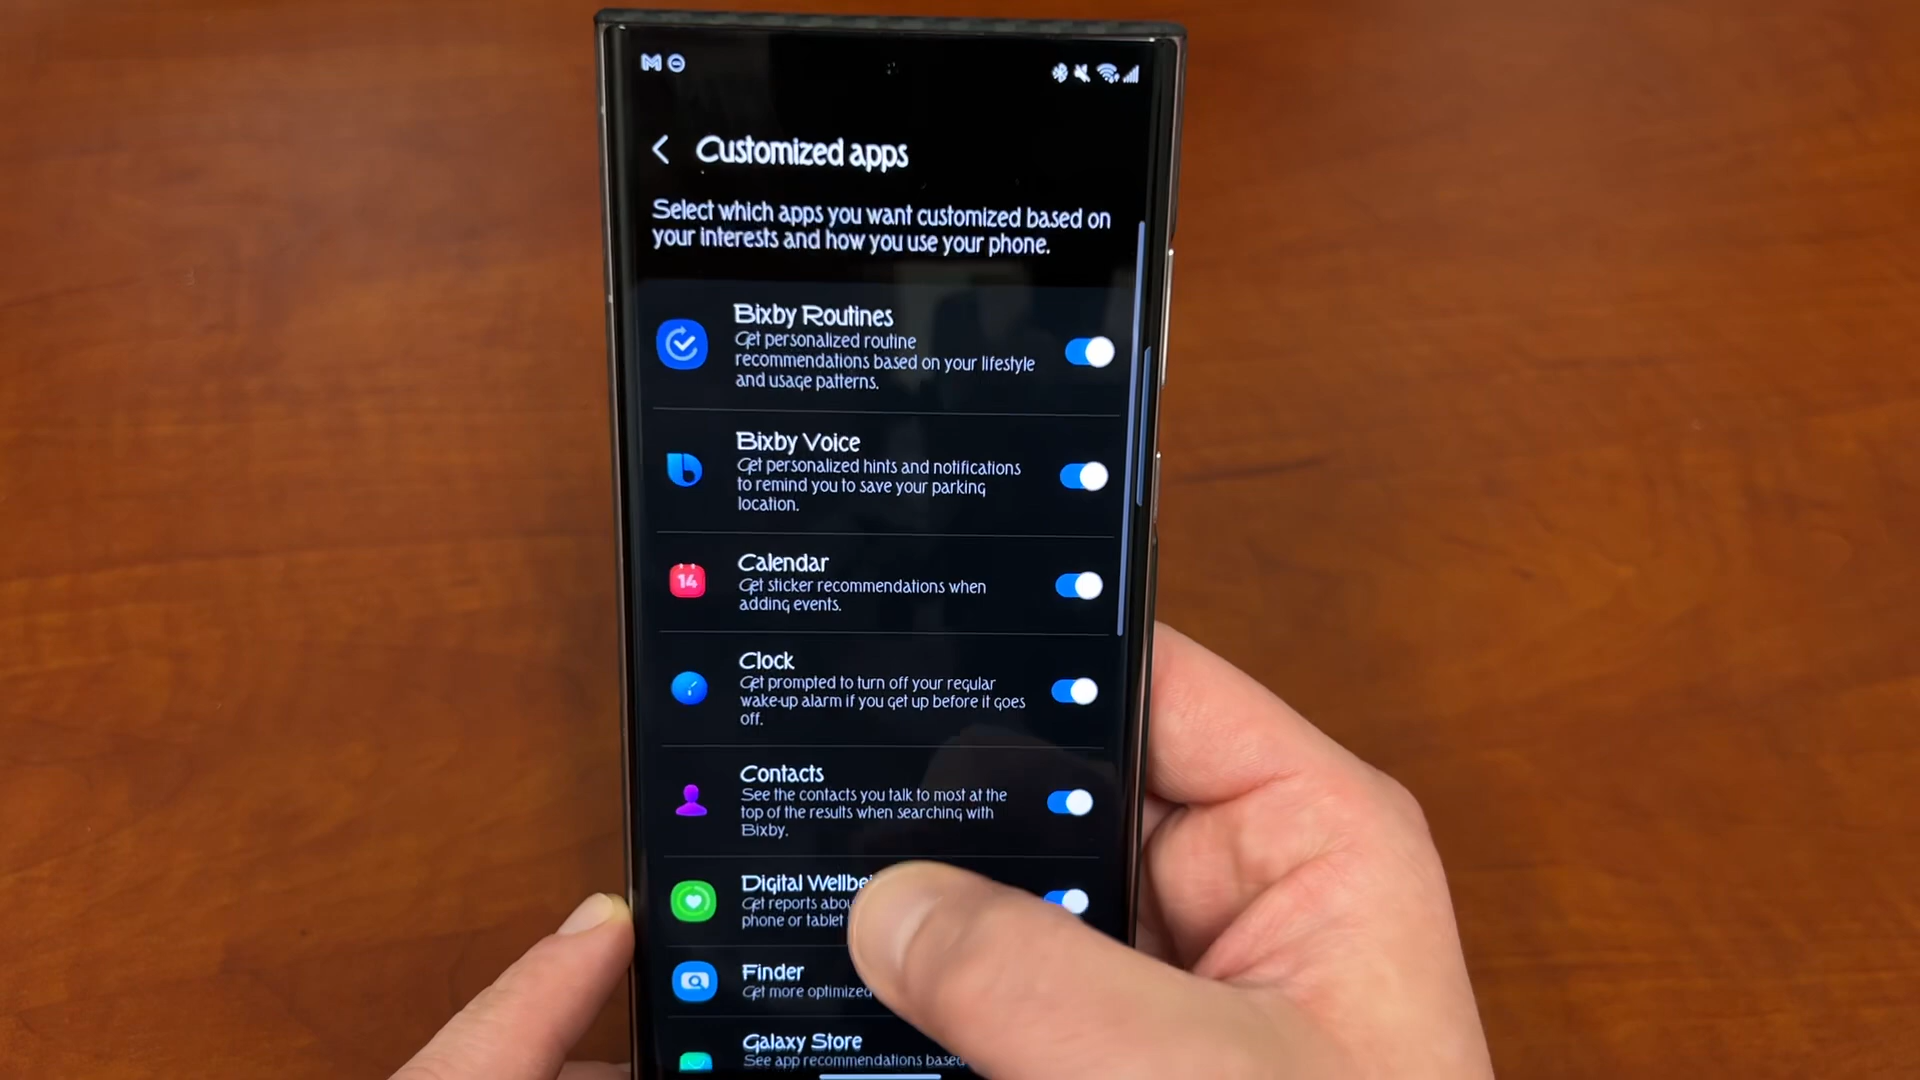 Customized apps
Select which apps you want customized based on
your interests and how you use your phone.
Bixby Routines
Get personalized routine
recommendations based on your lifestyle
and usage patterns.
Bixby Voice
Get personalized hints and notifications
to remind you to save your parking
location.
14
Calendar
Get sticker recommendations when
adding events.
Clock
Get prompted to turn off your regular
wake-up alarm if you get up before it goes
off.
Contacts
See the contacts you talk to most at the
top of the results when searching with
Bixby.
Digital
Get reports
phone or tablet
Finder
Get more optimized
Galaxy Store
See app recommendations based